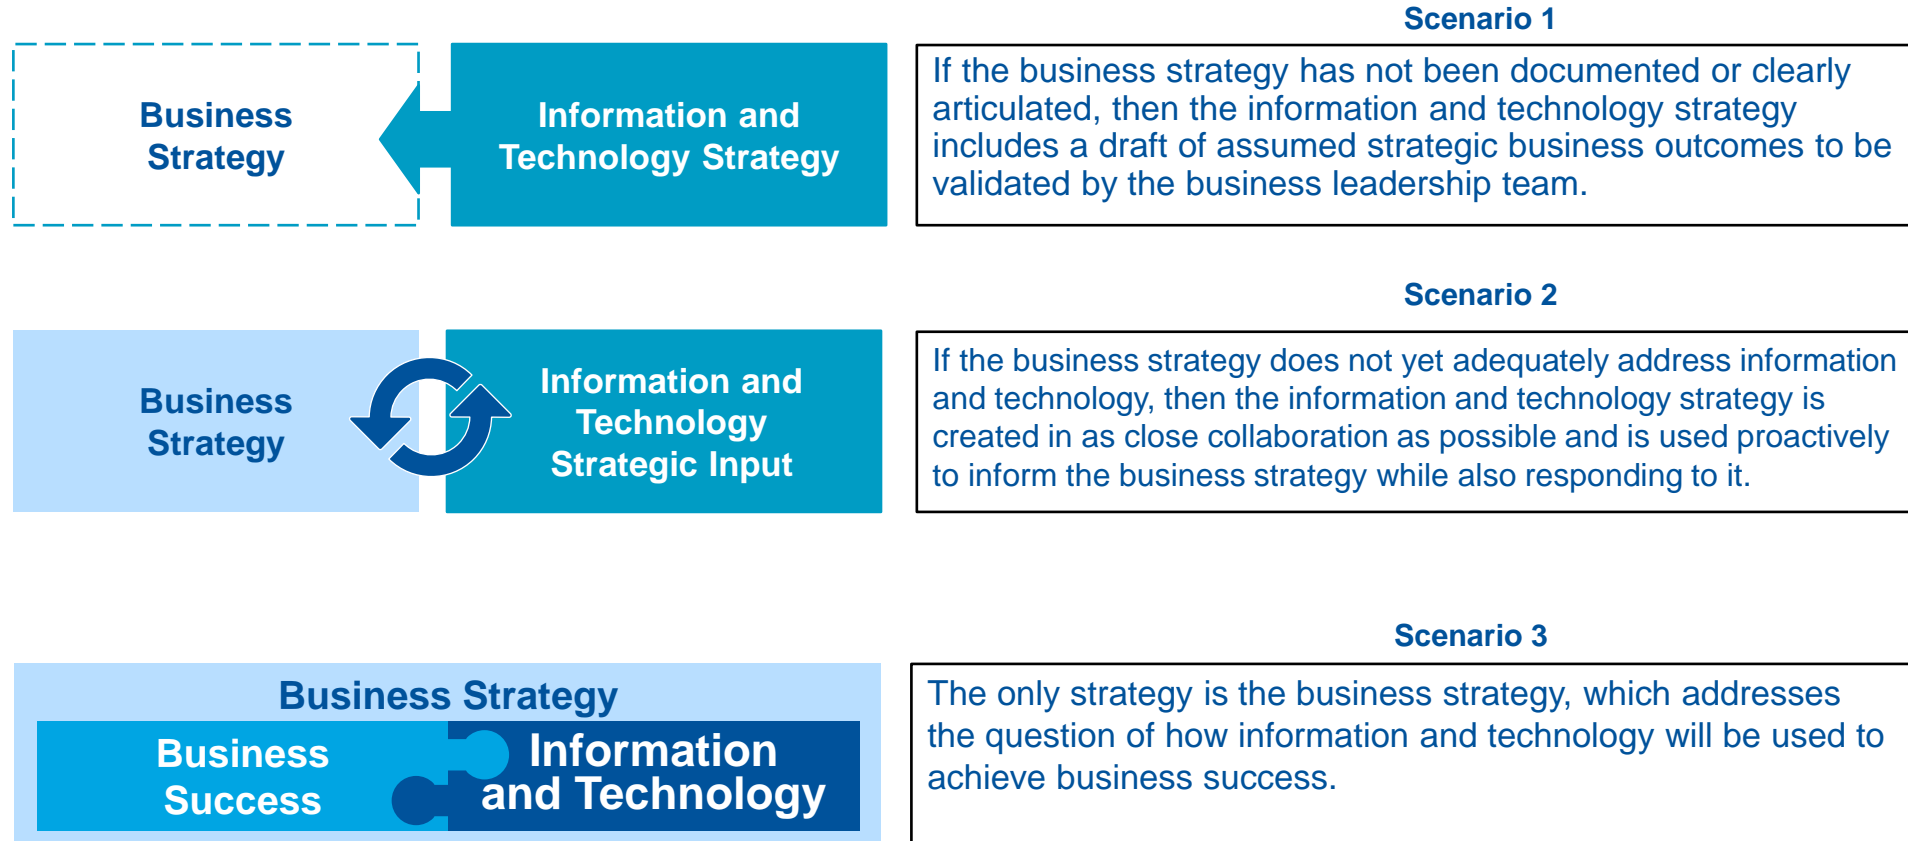 Scenario 1
Business
Strategy
Information and
Technology Strategy
If the business strategy has not been documented or clearly
articulated, then the information and technology strategy
includes a draft of assumed strategic business outcomes to be
validated by the business leadership team.
Scenario 2
Business
Strategy
Information and
Technology
Strategic Input
If the business strategy does not yet adequately address information
and technology, then the information and technology strategy is
created in as close collaboration as possible and is used proactively
to inform the business strategy while also responding to it.
Scenario 3
Business Strategy
Business
Success
Information
and Technology
The only strategy is the business strategy, which addresses
the question of how information and technology will be used to
achieve business success.